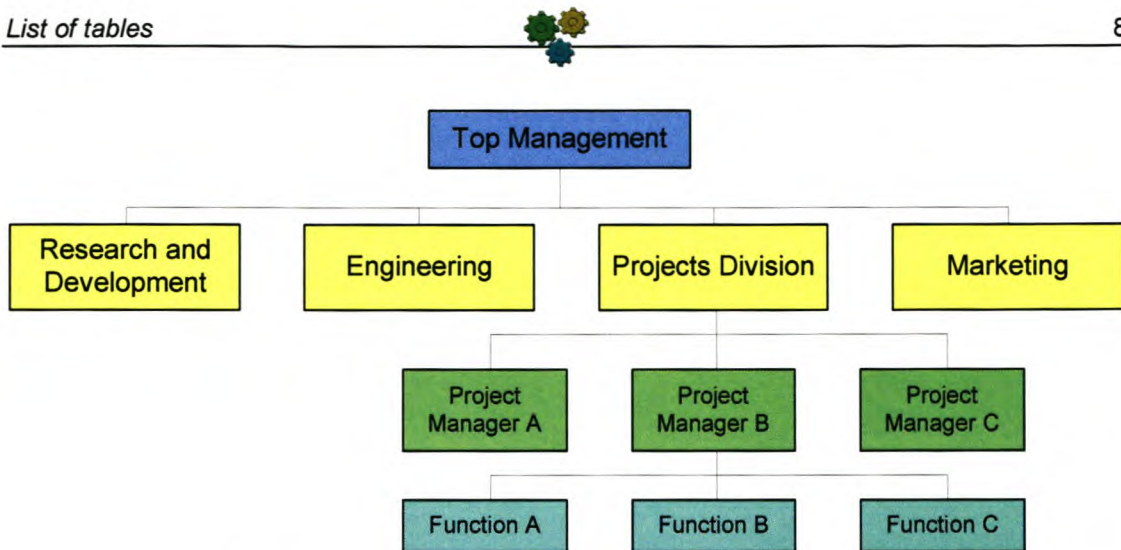 List of tables 8
Top Management
Research and
Development
Engineering
Projects Division
Marketing
Project
Manager A
Project
Manager B
Project
Manager C
Function A
Function B
Function C